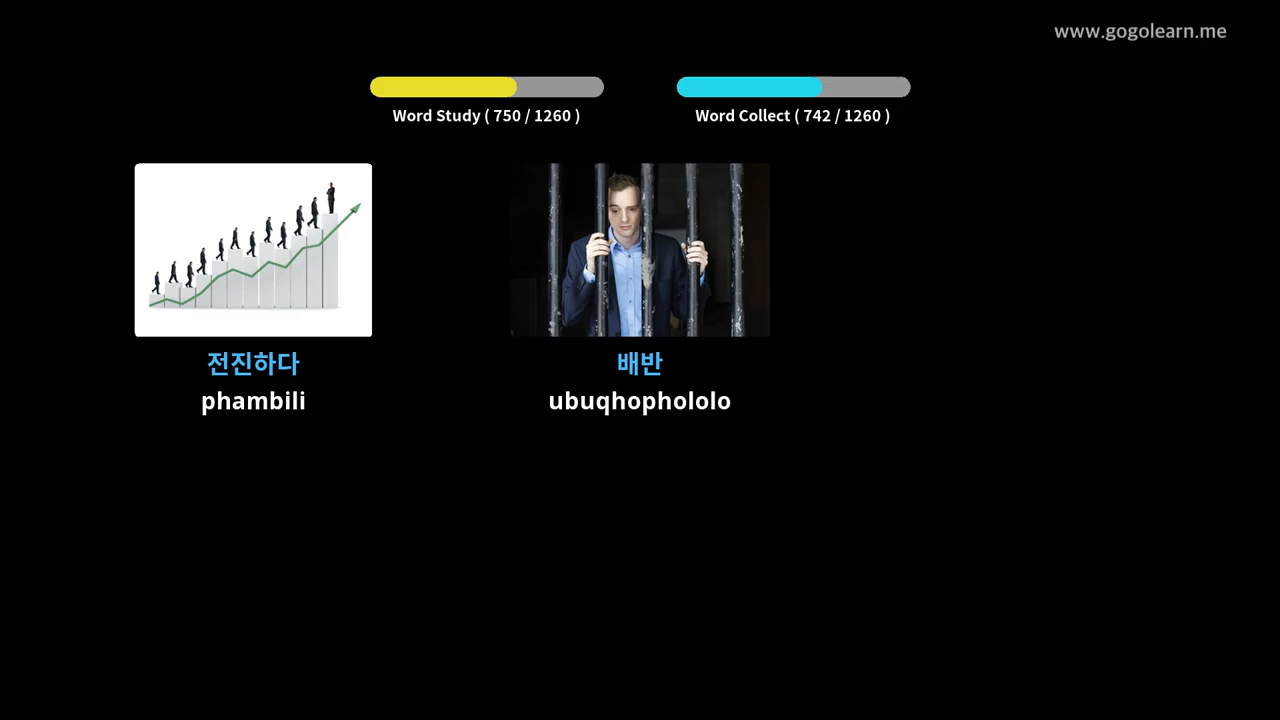 www.gogolearn.me
Word Study ( 750 / 1260 )
Word Collect ( 742 / 1260 )
전진하다
phambili
배반
ubuqhophololo